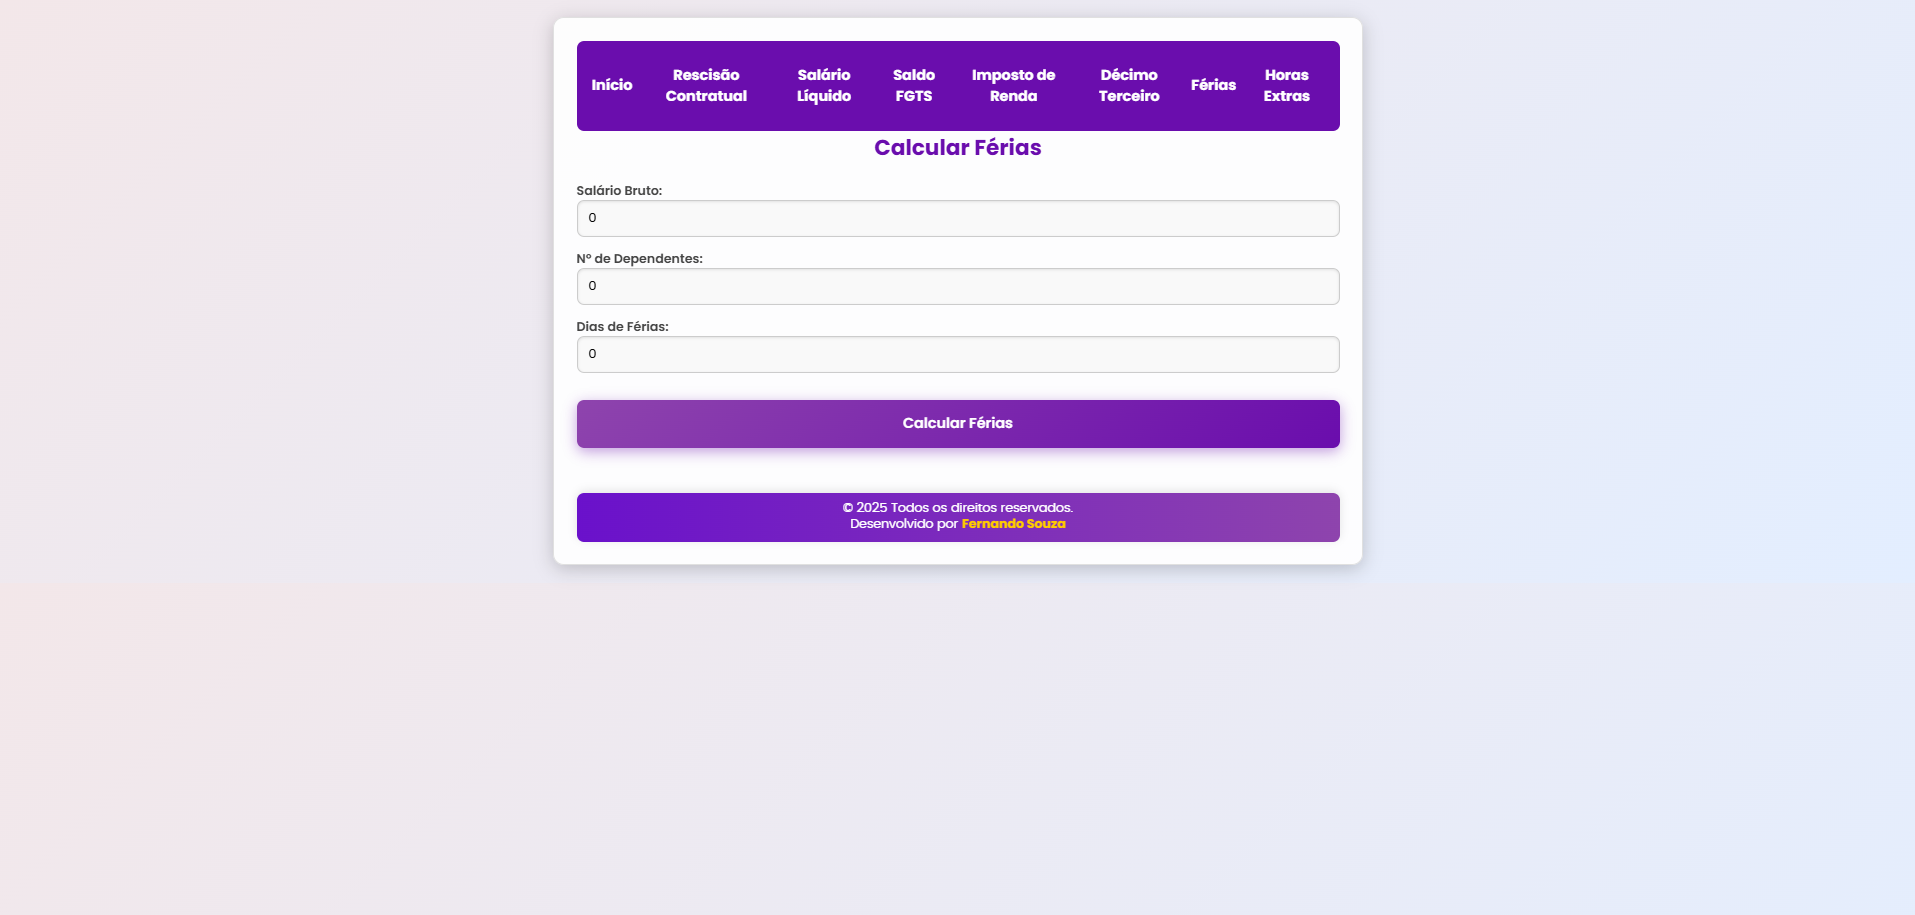 Início
Rescisão
Contratual
Salário
Líquido
Saldo
FGTS
Imposto de
Renda
Décimo
Terceiro
Férias
Horas
Extras
Calcular Férias
Salário Bruto:
0
Nº de Dependentes:
0
Dias de Férias:
0
Calcular Férias
© 2025 Todos os direitos reservados.
Desenvolvido por Fernando Souza